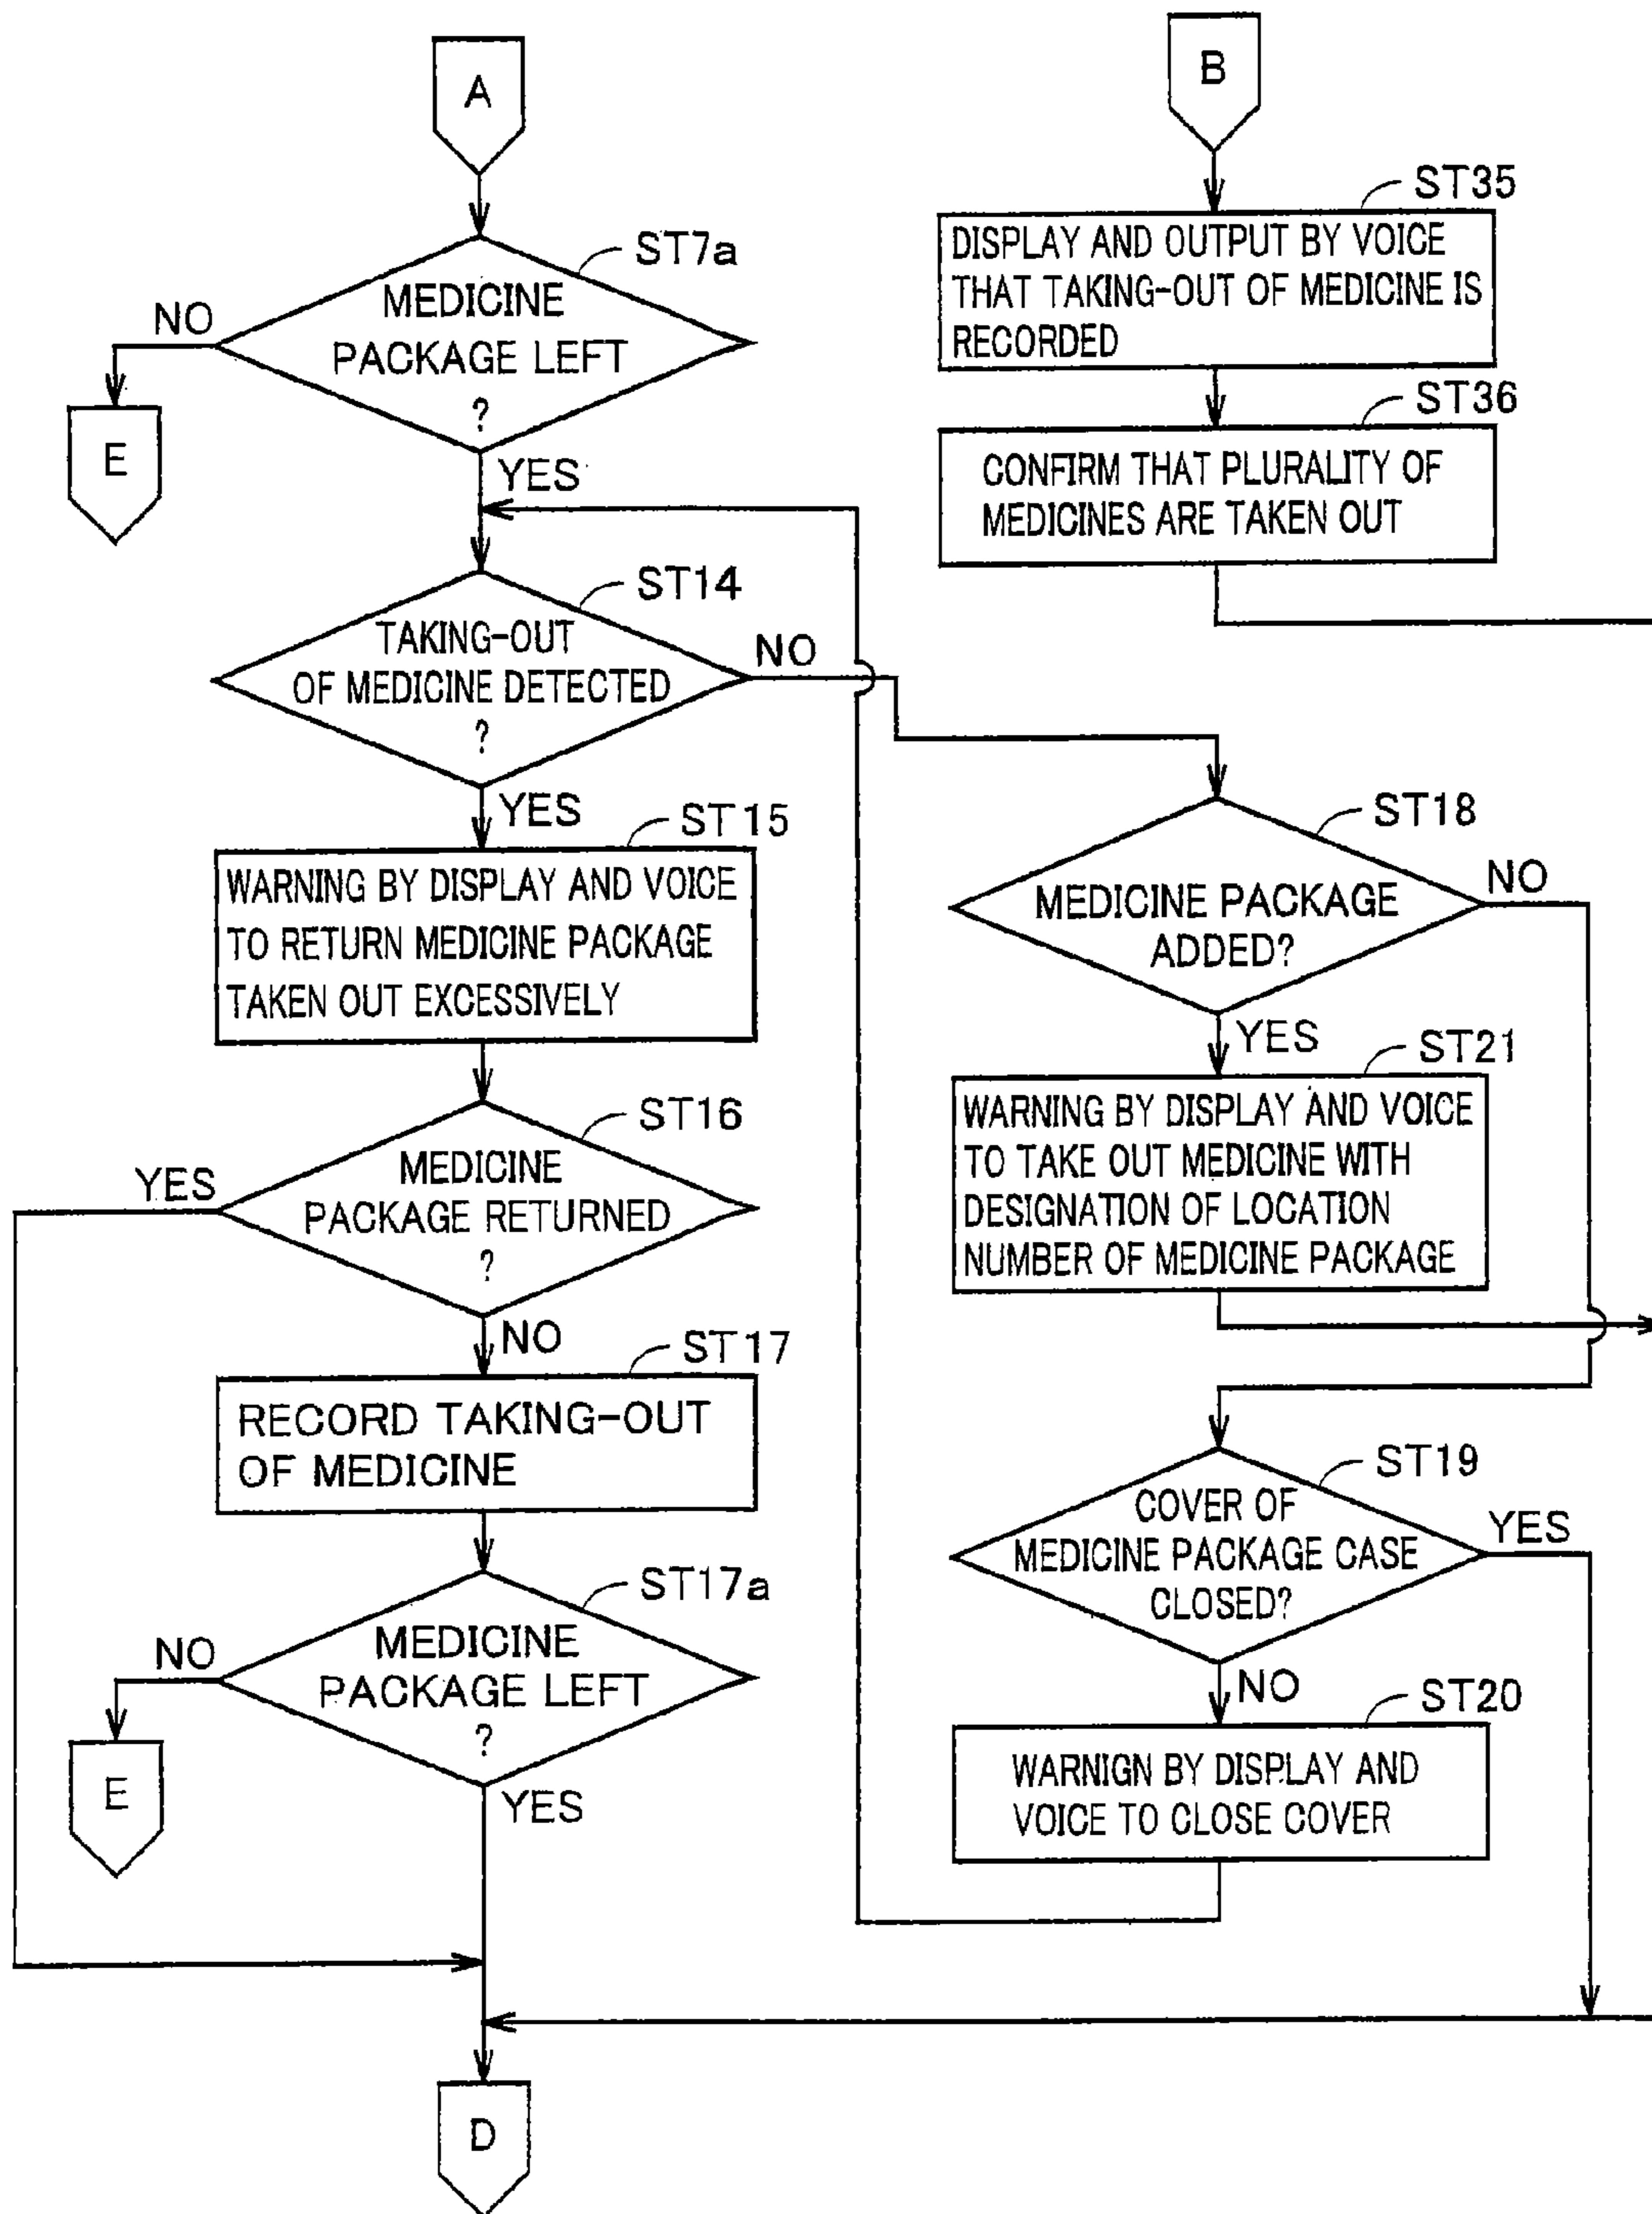 A
ST7a
MEDICINE
PACKAGE LEFT
?
NO
E
YES
ST14
TAKING-OUT
OF MEDICINE DETECTED
?
NO
YES
ST15
WARNING BY DISPLAY AND VOICE
TO RETURN MEDICINE PACKAGE
TAKEN OUT EXCESSIVELY
ST16
MEDICINE
PACKAGE RETURNED
?
YES
NO
ST17
RECORD TAKING-OUT
OF MEDICINE
ST17a
MEDICINE
PACKAGE LEFT
?
NO
E
YES
D
B
ST35
DISPLAY AND OUTPUT BY VOICE
THAT TAKING-OUT OF MEDICINE IS
RECORDED
ST36
CONFIRM THAT PLURALITY OF
MEDICINES ARE TAKEN OUT
ST18
MEDICINE PACKAGE
ADDED?
NO
YES
ST21
WARNING BY DISPLAY AND VOICE
TO TAKE OUT MEDICINE WITH
DESIGNATION OF LOCATION
NUMBER OF MEDICINE PACKAGE
ST19
COVER OF
MEDICINE PACKAGE CASE
CLOSED?
YES
NO
ST20
WARNIGN BY DISPLAY AND
VOICE TO CLOSE COVER